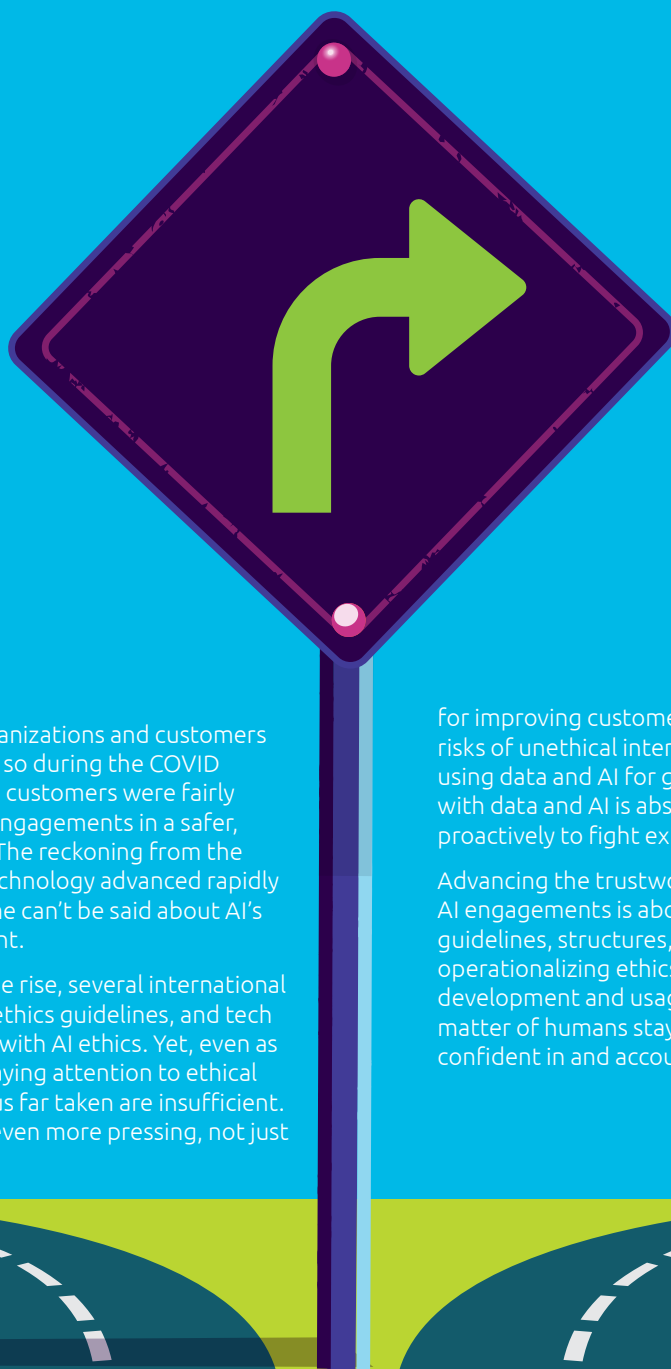 anizations and customers
so during the COVID
customers were fairly
ngagements in a safer,
The reckoning from the
chnology advanced rapidly
ne can't be said about AI's
nt.
e rise, several international
ethics guidelines, and tech
with AI ethics. Yet, even as
aying attention to ethical
us far taken are insufficient.
even more pressing, not just
for improving custome
risks of unethical inter
using data and AI for g
with data and AI is abs
proactively to fight ex
Advancing the trustwo
AI engagements is abo
guidelines, structures,
operationalizing ethics
development and usag
matter of humans stay
confident in and accou